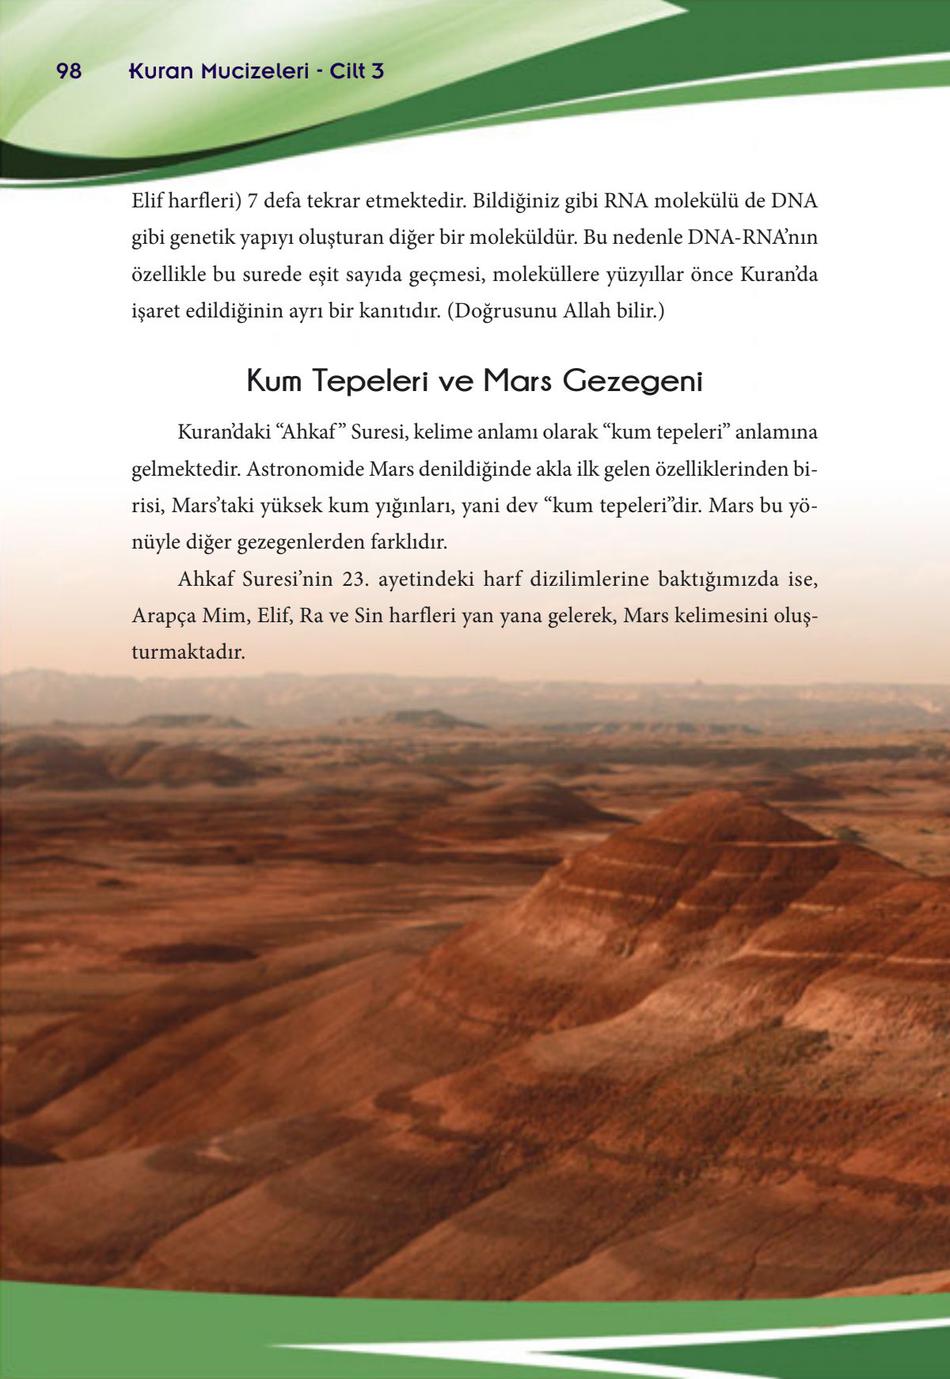 98 Kuran Mucizeleri - Cilt 3
Elif harfleri) 7 defa tekrar etmektedir. Bildiğiniz gibi RNA molekülü de DNA
gibi genetik yapıyı oluşturan diğer bir moleküldür. Bu nedenle DNA-RNA’nın
özellikle bu surede eşit sayıda geçmesi, moleküllere yüzyıllar önce Kuran’da
işaret edildiğinin ayrı bir kanıtıdır. (Doğrusunu Allah bilir.)
Kum Tepeleri ve Mars Gezegeni
Kuran’daki “Ahkaf” Suresi, kelime anlamı olarak “kum tepeleri” anlamına
gelmektedir. Astronomide Mars denildiğinde akla ilk gelen özelliklerinden bi-
risi, Mars’taki yüksek kum yığınları, yani dev “kum tepeleri”dir. Mars bu yö-
nüyle diğer gezegenlerden farklıdır.
Ahkaf Suresi’nin 23. ayetindeki harf dizilimlerine baktığımızda ise,
Arapça Mim, Elif, Ra ve Sin harfleri yan yana gelerek, Mars kelimesini oluş-
turmaktadır.